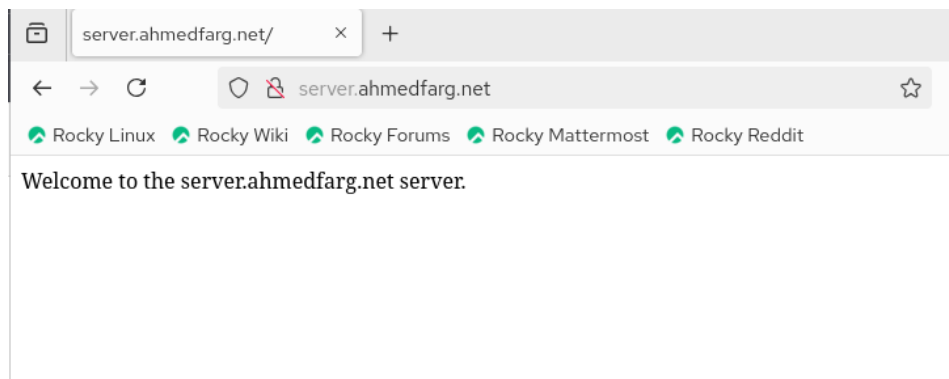 server.ahmedfarg.net/
server.ahmedfarg.net
Rocky Linux Rocky Wiki Rocky Forums Rocky Mattermost Rocky Reddit
Welcome to the server.ahmedfarg.net server.